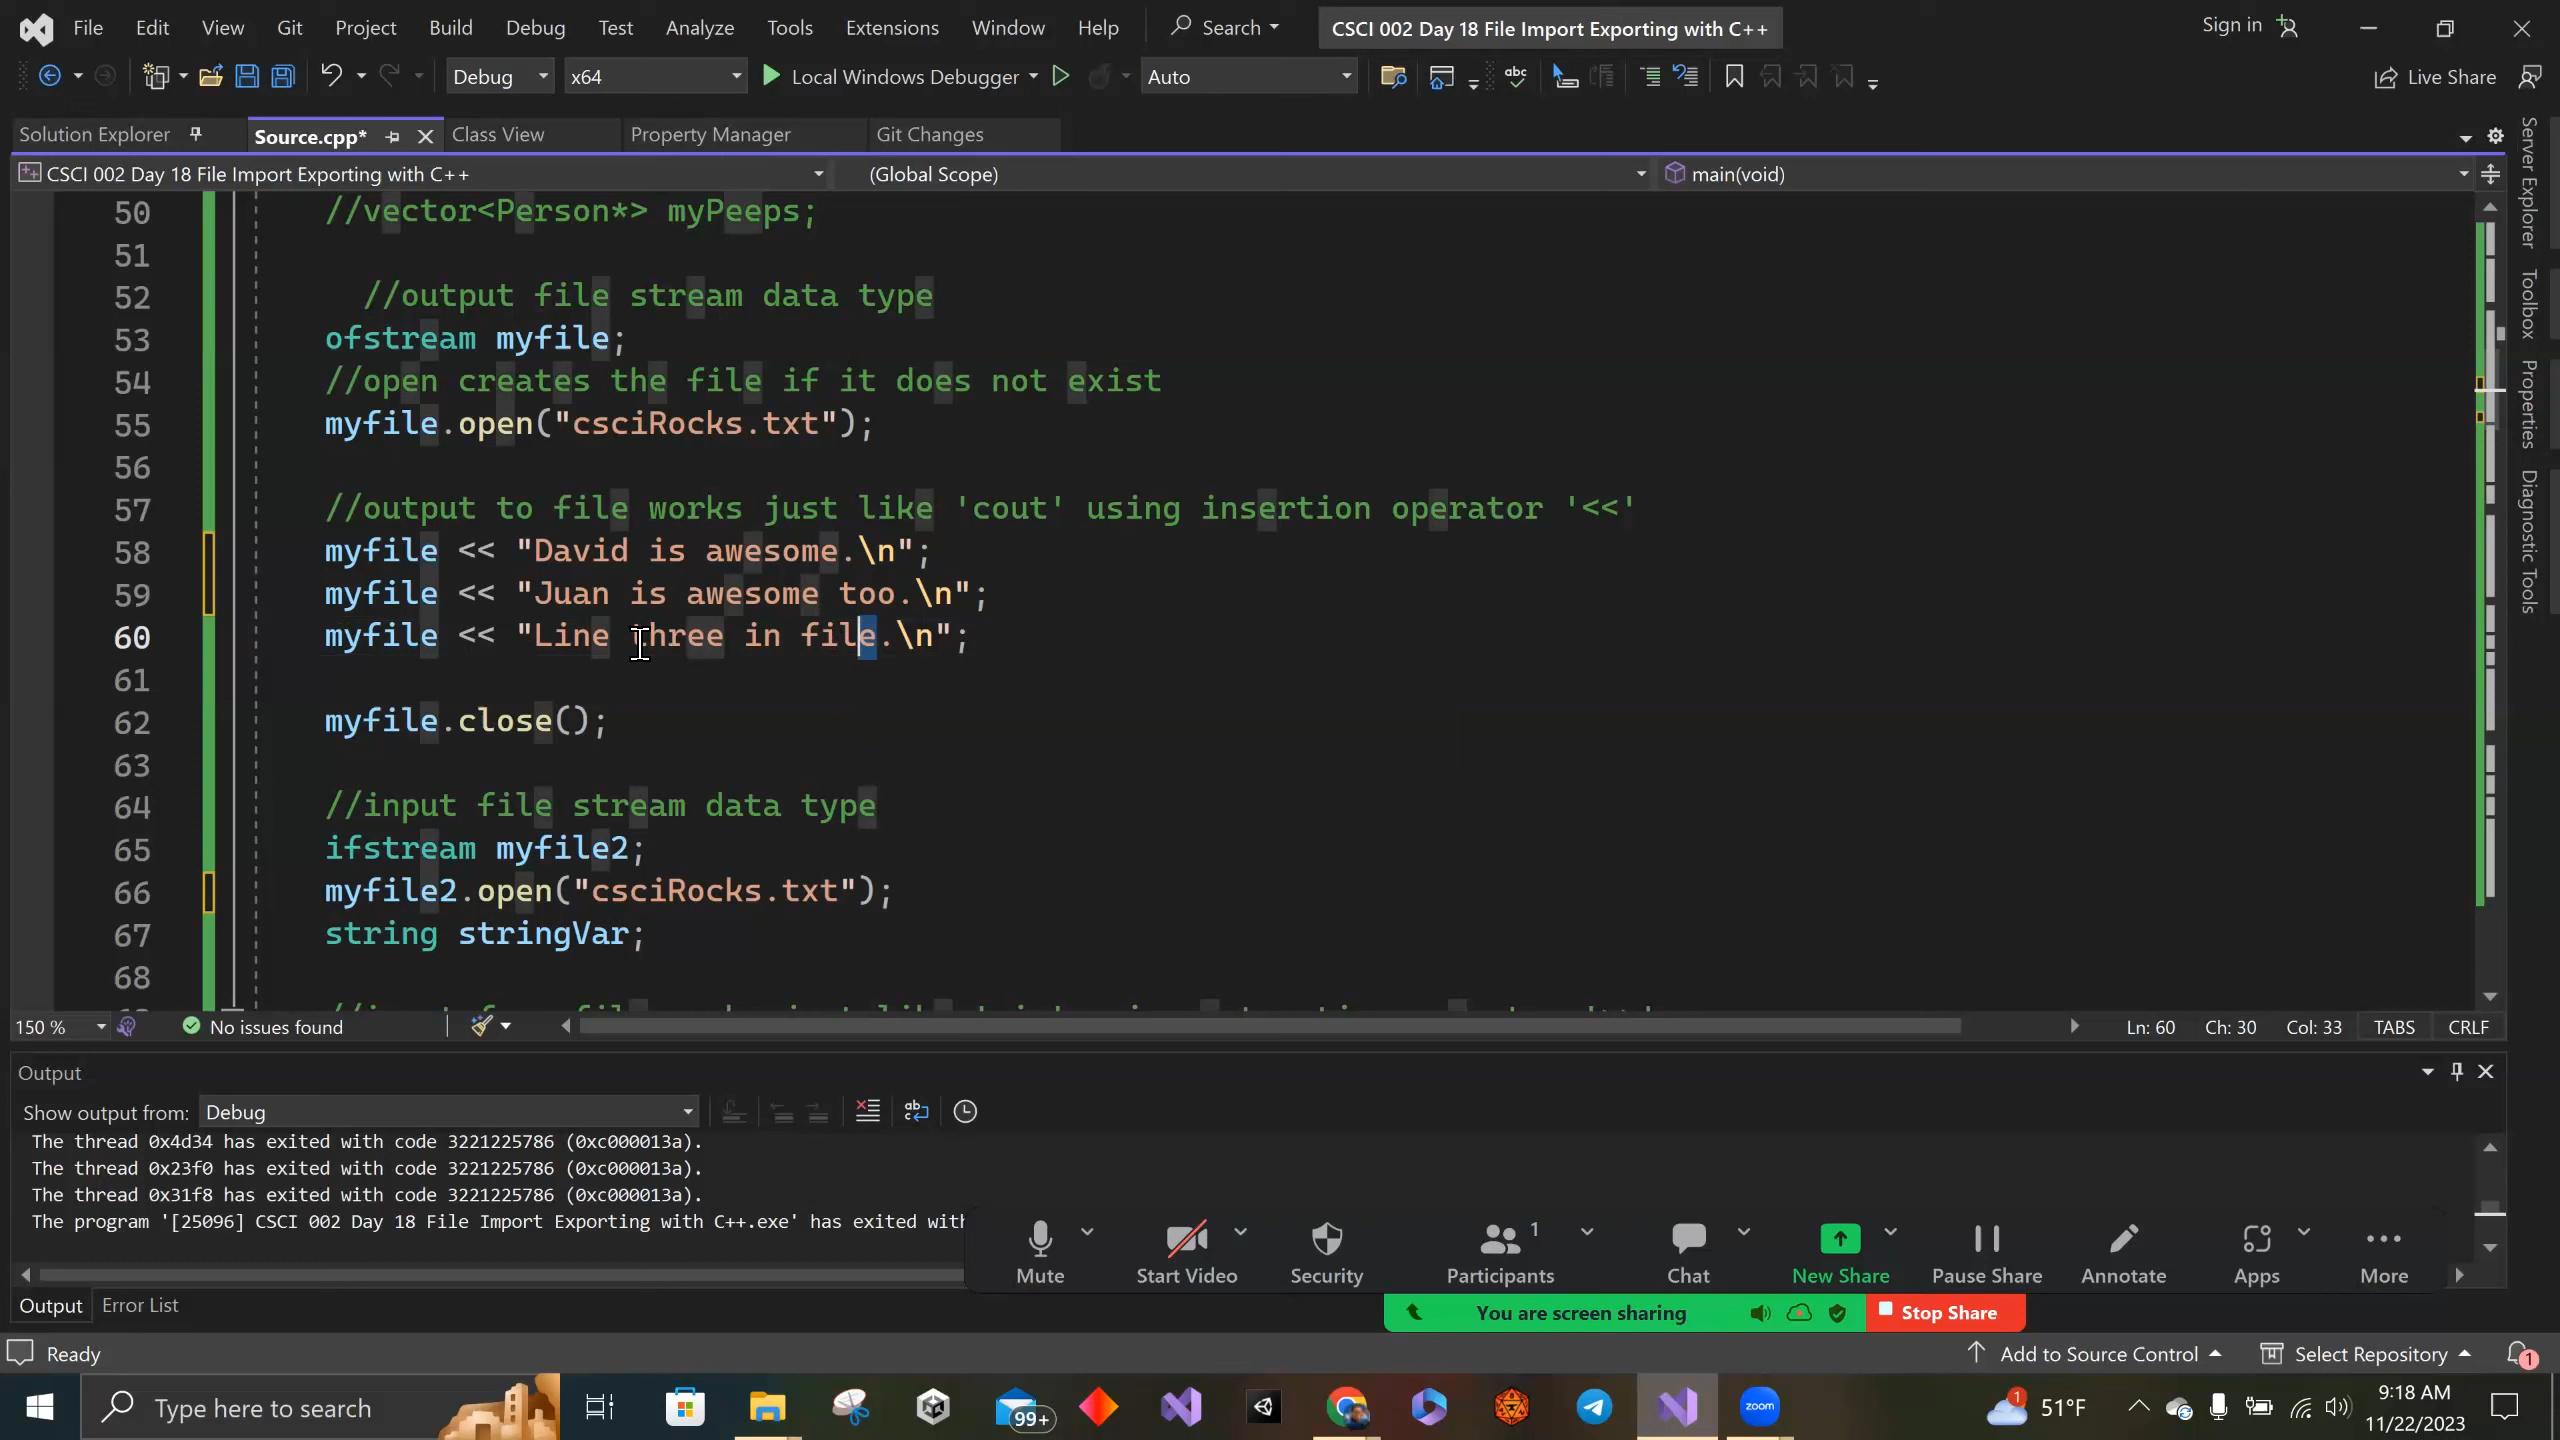 File Edit View Git Project Build Debug Test Analyze Tools Extensions Window Help Search CSCI 002 Day 18 File Import Exporting with C++ Sign in
Debug x64 Local Windows Debugger Auto Live Share
Solution Explorer Source.cpp* Class View Property Manager Git Changes
CSCI 002 Day 18 File Import Exporting with C++ (Global Scope) main(void)
50 //vector<Person*> myPeeps;
51
52 //output file stream data type
53 ofstream myfile;
54 //open creates the file if it does not exist
55 myfile.open("csciRocks.txt");
56
57 //output to file works just like 'cout' using insertion operator '<<'
58 myfile << "David is awesome.\n";
59 myfile << "Juan is awesome too.\n";
60 myfile << "Line three in file.\n";
61
62 myfile.close();
63
64 //input file stream data type
65 ifstream myfile2;
66 myfile2.open("csciRocks.txt");
67 string stringVar;
68
Server Explorer
Toolbox
Properties
Diagnostic Tools
150 % No issues found Ln: 60 Ch: 30 Col: 33 TABS CRLF
Output
Show output from: Debug
The thread 0x4d34 has exited with code 3221225786 (0xc000013a).
The thread 0x23f0 has exited with code 3221225786 (0xc000013a).
The thread 0x31f8 has exited with code 3221225786 (0xc000013a).
The program '[25096] CSCI 002 Day 18 File Import Exporting with C++.exe' has exited with
1
Mute Start Video Security Participants Chat New Share Pause Share Annotate Apps More
Output Error List
You are screen sharing Stop Share
Ready Add to Source Control Select Repository 1
Type here to search 99+ zoom 1 51°F 9:18 AM
11/22/2023